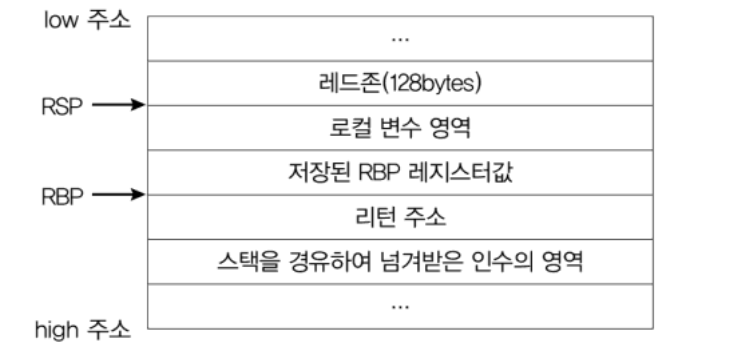 low 주소
...
레드존(128bytes)
RSP
로컬 변수 영역
저장된 RBP 레지스터값
RBP
리턴 주소
스택을 경유하여 넘겨받은 인수의 영역
...
high 주소